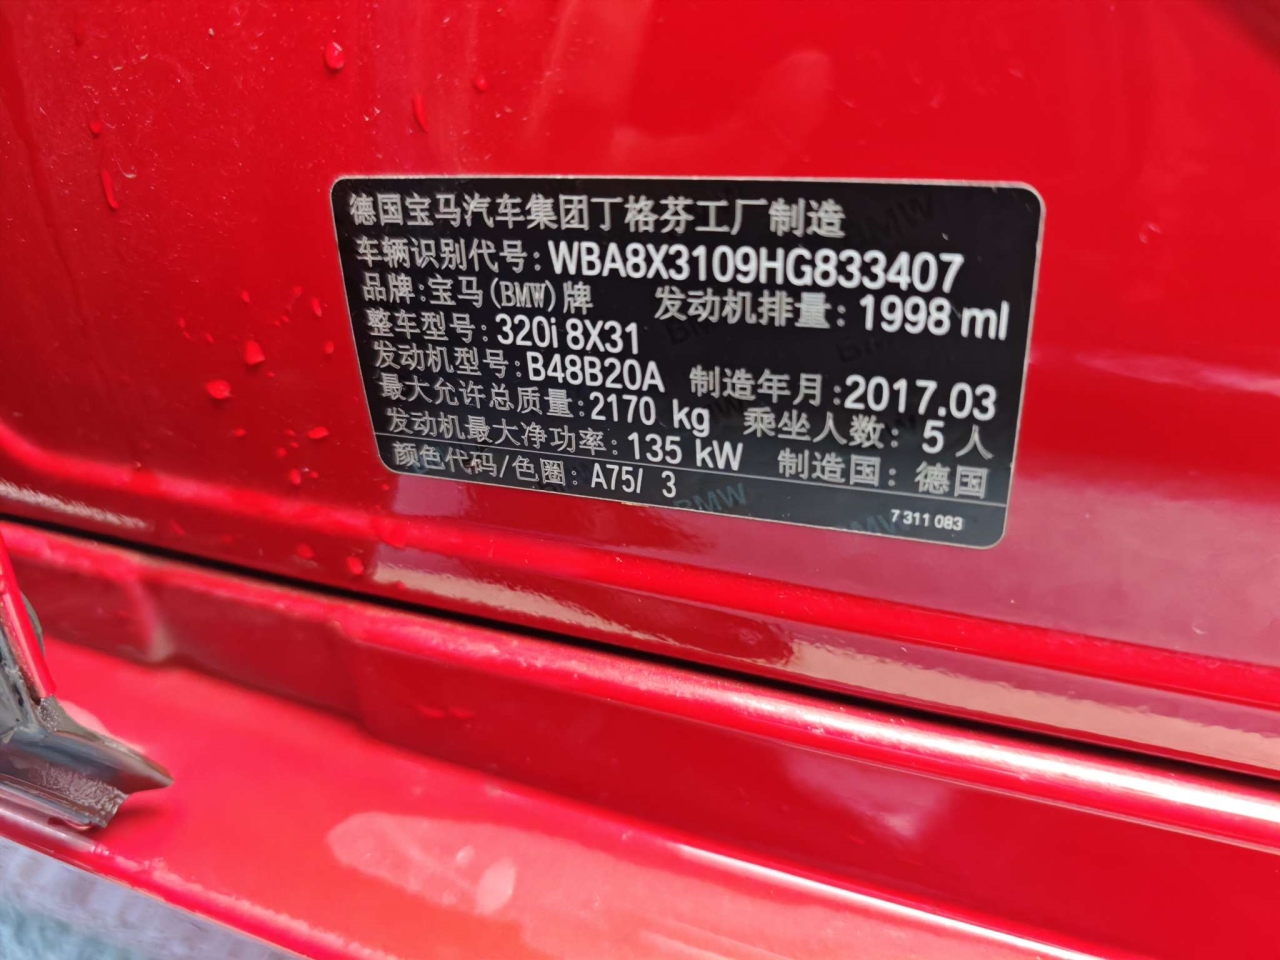 德国宝马汽车集团丁格芬工厂制造
车辆识别代号:WBA8X3109HG833407
品牌:宝马(BMW)牌 发动机排量:1998 ml
整车型号:320i 8X31
发动机型号:B48B20A 制造年月:2017.03
最大允许总质量:2170 kg 乘坐人数:5人
发动机最大净功率:135 kW 制造国:德国
颜色代码/色圈: A75/ 3
7 311 083
BMW